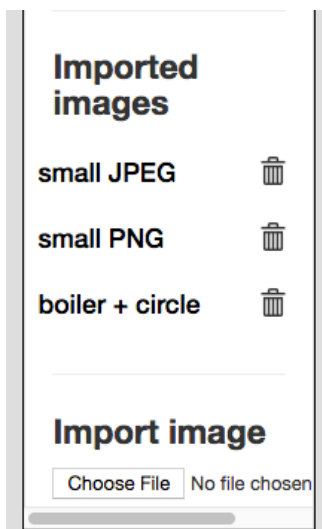 Imported
images
small JPEG
small PNG
boiler + circle
Import image
Choose File No file chosen